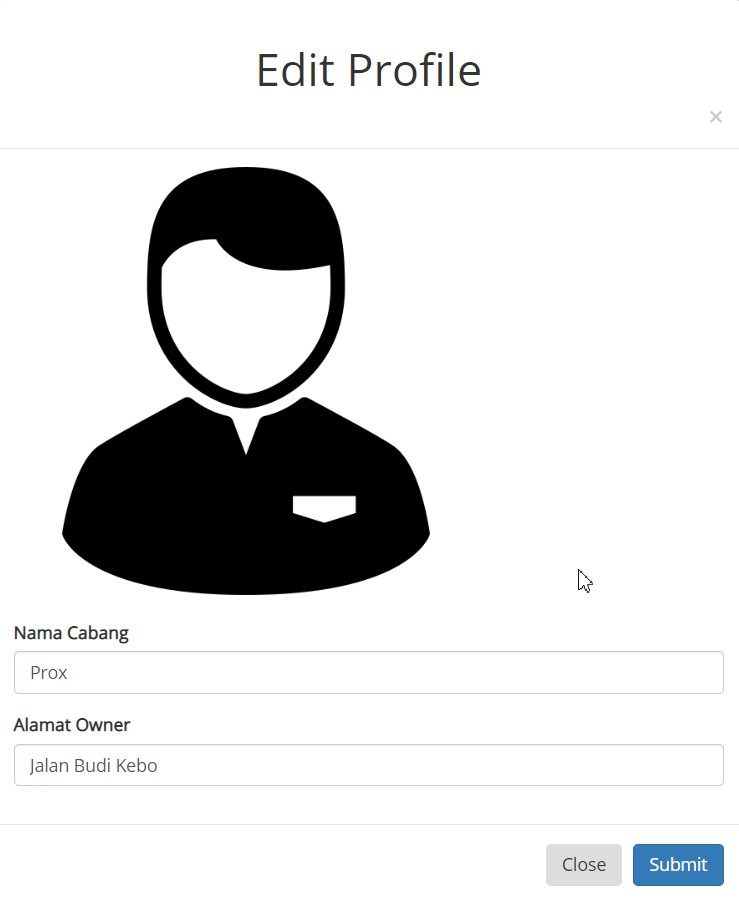 Edit Profile
×
Nama Cabang
Prox
Alamat Owner
Jalan Budi Kebo
Close
Submit